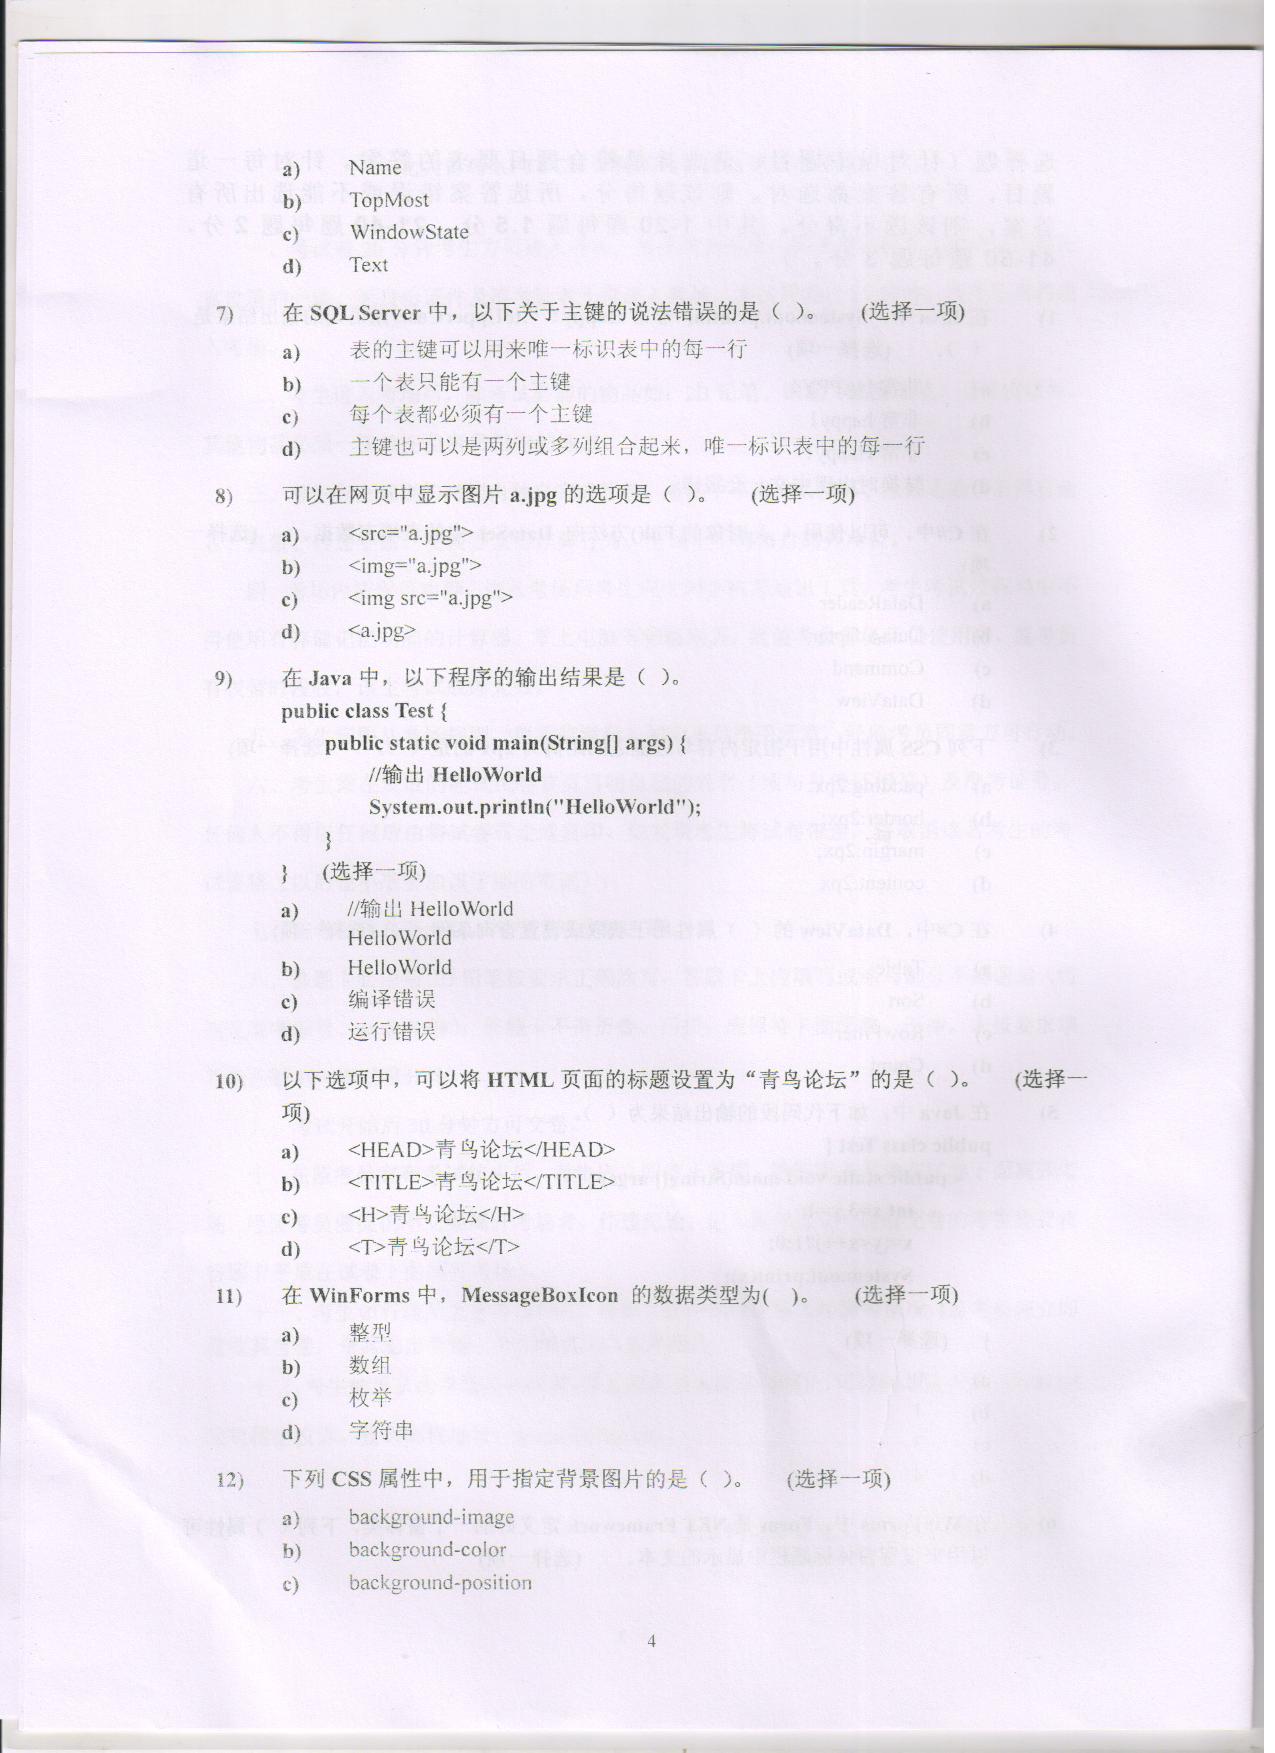 a) Name
b) TopMost
c) WindowState
d) Text
7) 在 SQL Server 中，以下关于主键的说法错误的是（ ）。 (选择一项)
a) 表的主键可以用来唯一标识表中的每一行
b) 一个表只能有一个主键
c) 每个表都必须有一个主键
d) 主键也可以是两列或多列组合起来，唯一标识表中的每一行
8) 可以在网页中显示图片 a.jpg 的选项是（ ）。 (选择一项)
a) <src="a.jpg">
b) <img="a.jpg">
c) <img src="a.jpg">
d) <a.jpg>
9) 在 Java 中，以下程序的输出结果是（ ）。
public class Test {
public static void main(String[] args) {
//输出 HelloWorld
System.out.println("HelloWorld");
}
} (选择一项)
a) //输出 HelloWorld
HelloWorld
b) HelloWorld
c) 编译错误
d) 运行错误
10) 以下选项中，可以将 HTML 页面的标题设置为“青鸟论坛”的是（ ）。 (选择一
项)
a) <HEAD>青鸟论坛</HEAD>
b) <TITLE>青鸟论坛</TITLE>
c) <H>青鸟论坛</H>
d) <T>青鸟论坛</T>
11) 在 WinForms 中，MessageBoxIcon 的数据类型为( )。 (选择一项)
a) 整型
b) 数组
c) 枚举
d) 字符串
12) 下列 CSS 属性中，用于指定背景图片的是（ ）。 (选择一项)
a) background-image
b) background-color
c) background-position
4